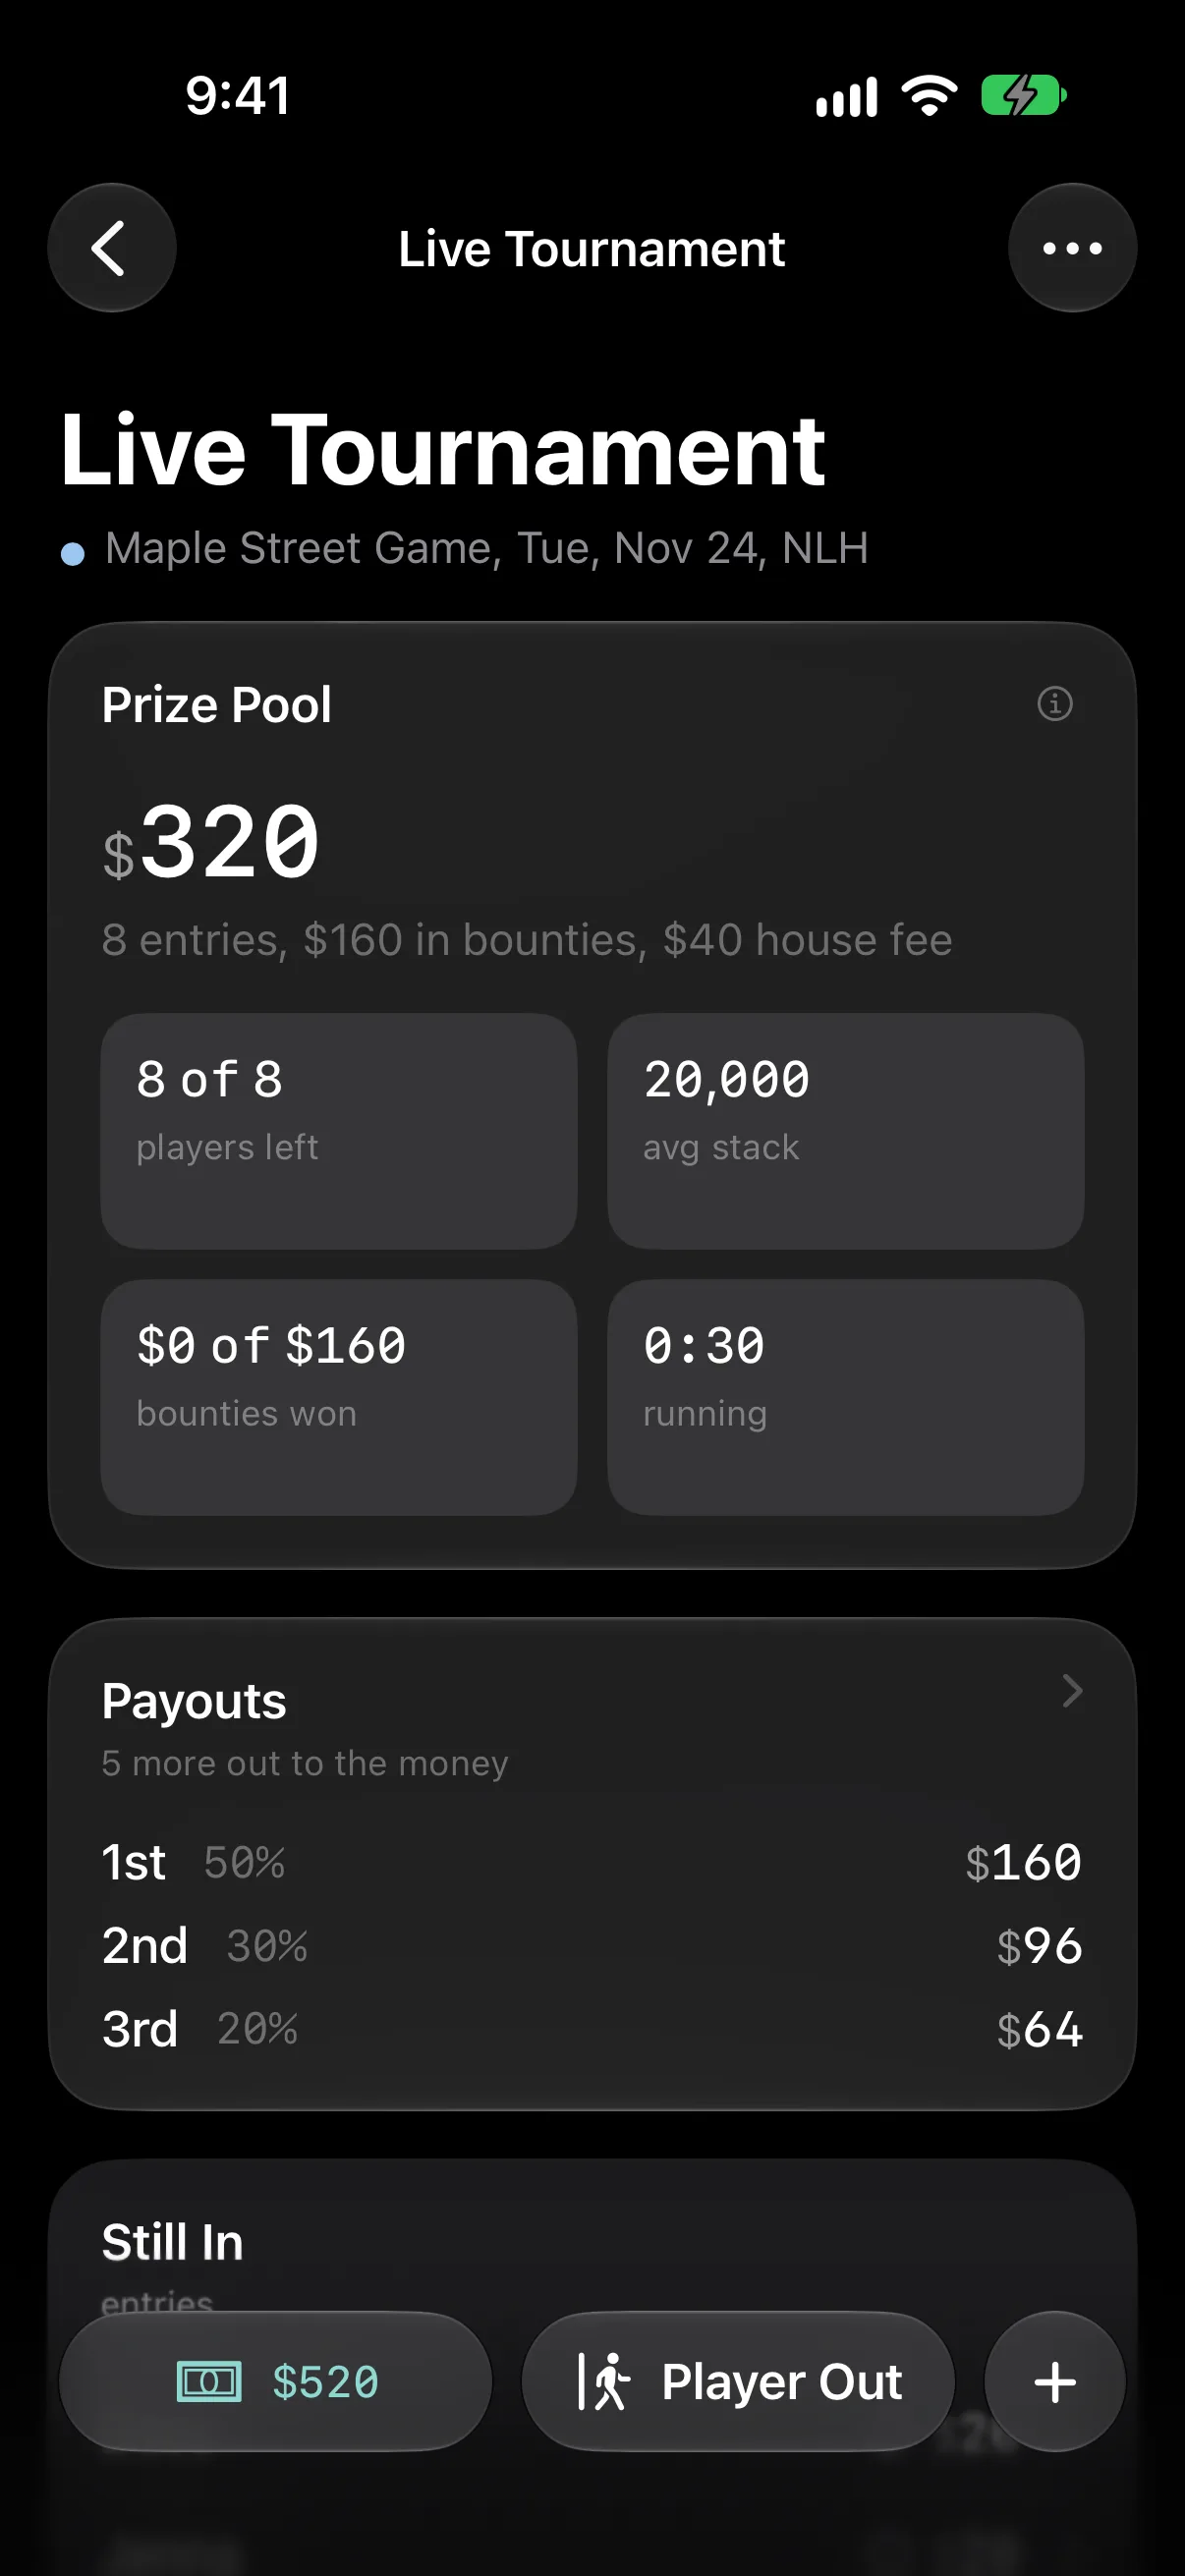 9:41
Live Tournament
Live Tournament
Maple Street Game, Tue, Nov 24, NLH
Prize Pool
$320
8 entries, $160 in bounties, $40 house fee
8 of 8
players left
20,000
avg stack
$0 of $160
bounties won
0:30
running
Payouts
5 more out to the money
1st 50% $160
2nd 30% $96
3rd 20% $64
Still In
entries
$520
Player Out